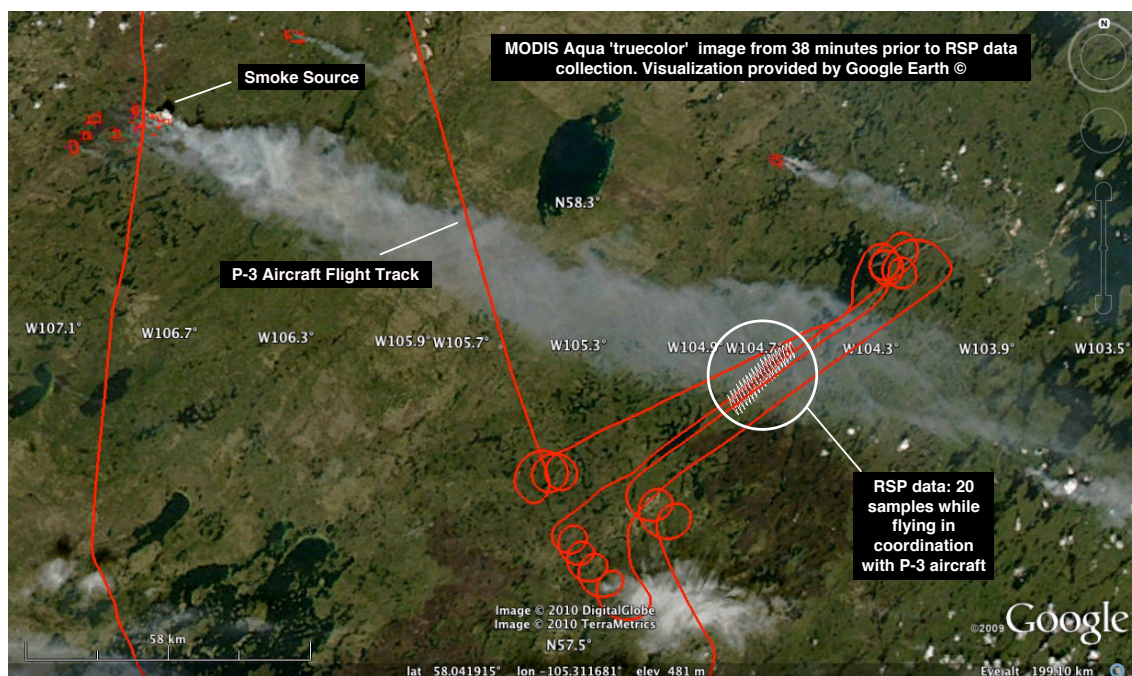 N
MODIS Aqua 'truecolor' image from 38 minutes prior to RSP data
collection. Visualization provided by Google Earth ©
Smoke Source
N58.3°
P-3 Aircraft Flight Track
W107.1°
W106.7°
W106.3°
W105.9°
W105.7°
W105.3°
W104.9°
W104.7°
W104.3°
W103.9°
W103.5°
RSP data: 20
samples while
flying in
coordination
with P-3 aircraft
Image © 2010 DigitalGlobe
Image © 2010 TerraMetrics
N57.5°
©2009 Google
58 km
lat 58.041915° lon -105.311681° elev 481 m
Eye alt 199.10 km